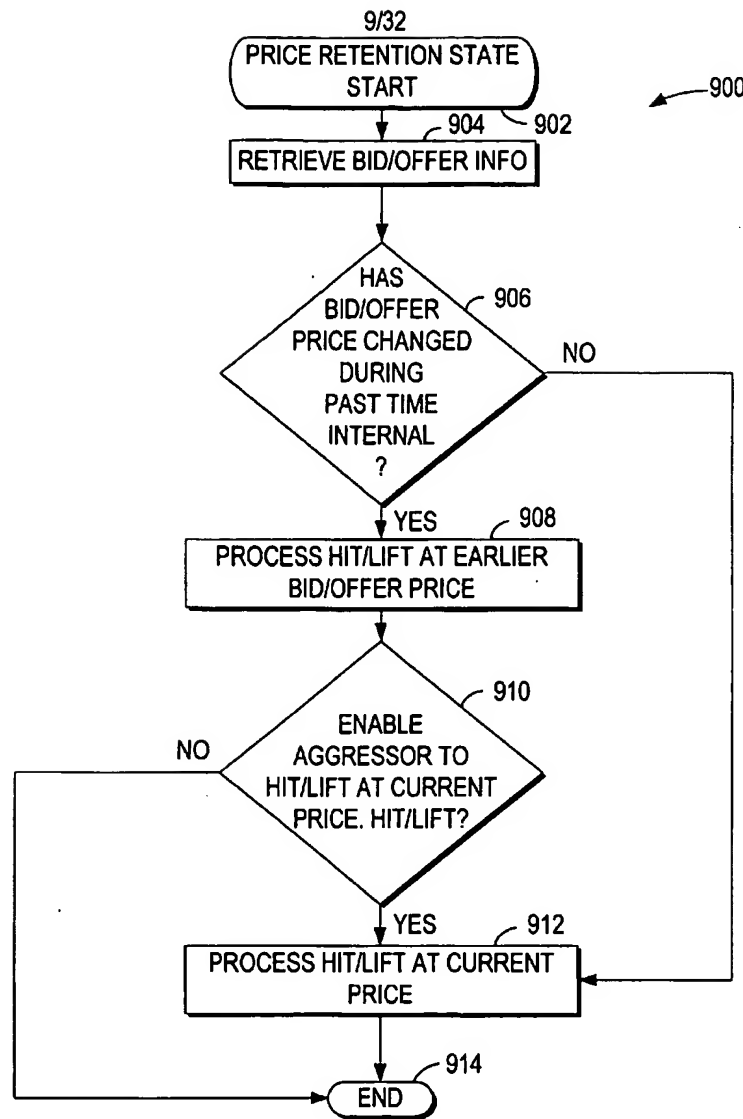 9/32
PRICE RETENTION STATE
START
900
902
904
RETRIEVE BID/OFFER INFO
HAS
BID/OFFER
PRICE CHANGED
DURING
PAST TIME
INTERNAL
?
906
NO
YES
908
PROCESS HIT/LIFT AT EARLIER
BID/OFFER PRICE
910
NO
ENABLE
AGGRESSOR TO
HIT/LIFT AT CURRENT
PRICE. HIT/LIFT?
YES
912
PROCESS HIT/LIFT AT CURRENT
PRICE
914
END